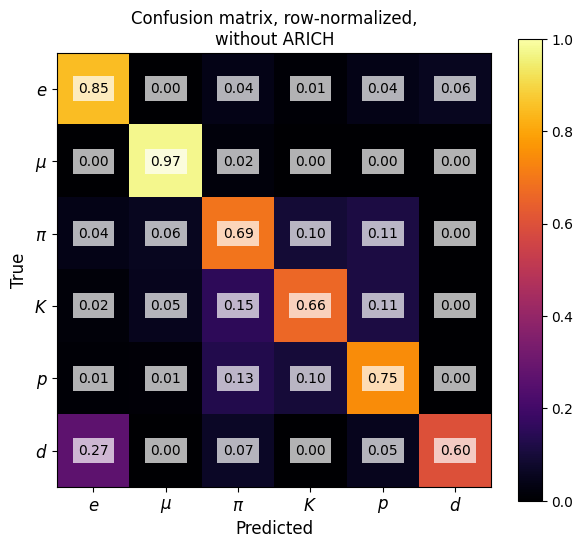 Confusion matrix, row-normalized,
without ARICH
True
e 0.85 0.00 0.04 0.01 0.04 0.06
μ 0.00 0.97 0.02 0.00 0.00 0.00
π 0.04 0.06 0.69 0.10 0.11 0.00
K 0.02 0.05 0.15 0.66 0.11 0.00
p 0.01 0.01 0.13 0.10 0.75 0.00
d 0.27 0.00 0.07 0.00 0.05 0.60
e μ π K p d
Predicted
1.0
0.8
0.6
0.4
0.2
0.0